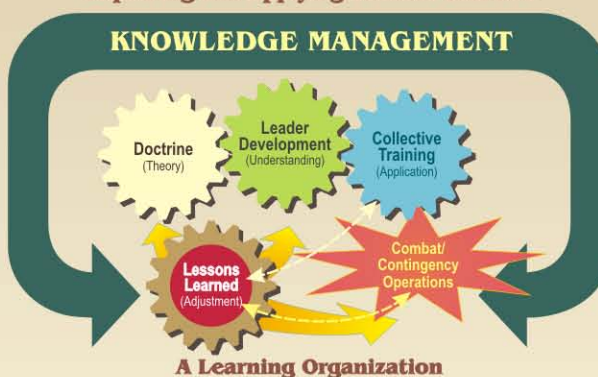 KNOWLEDGE MANAGEMENT
Doctrine
(Theory)
Leader
Development
(Understanding)
Collective
Training
(Application)
Lessons
Learned
(Adjustment)
Combat/
Contingency
Operations
A Learning Organization